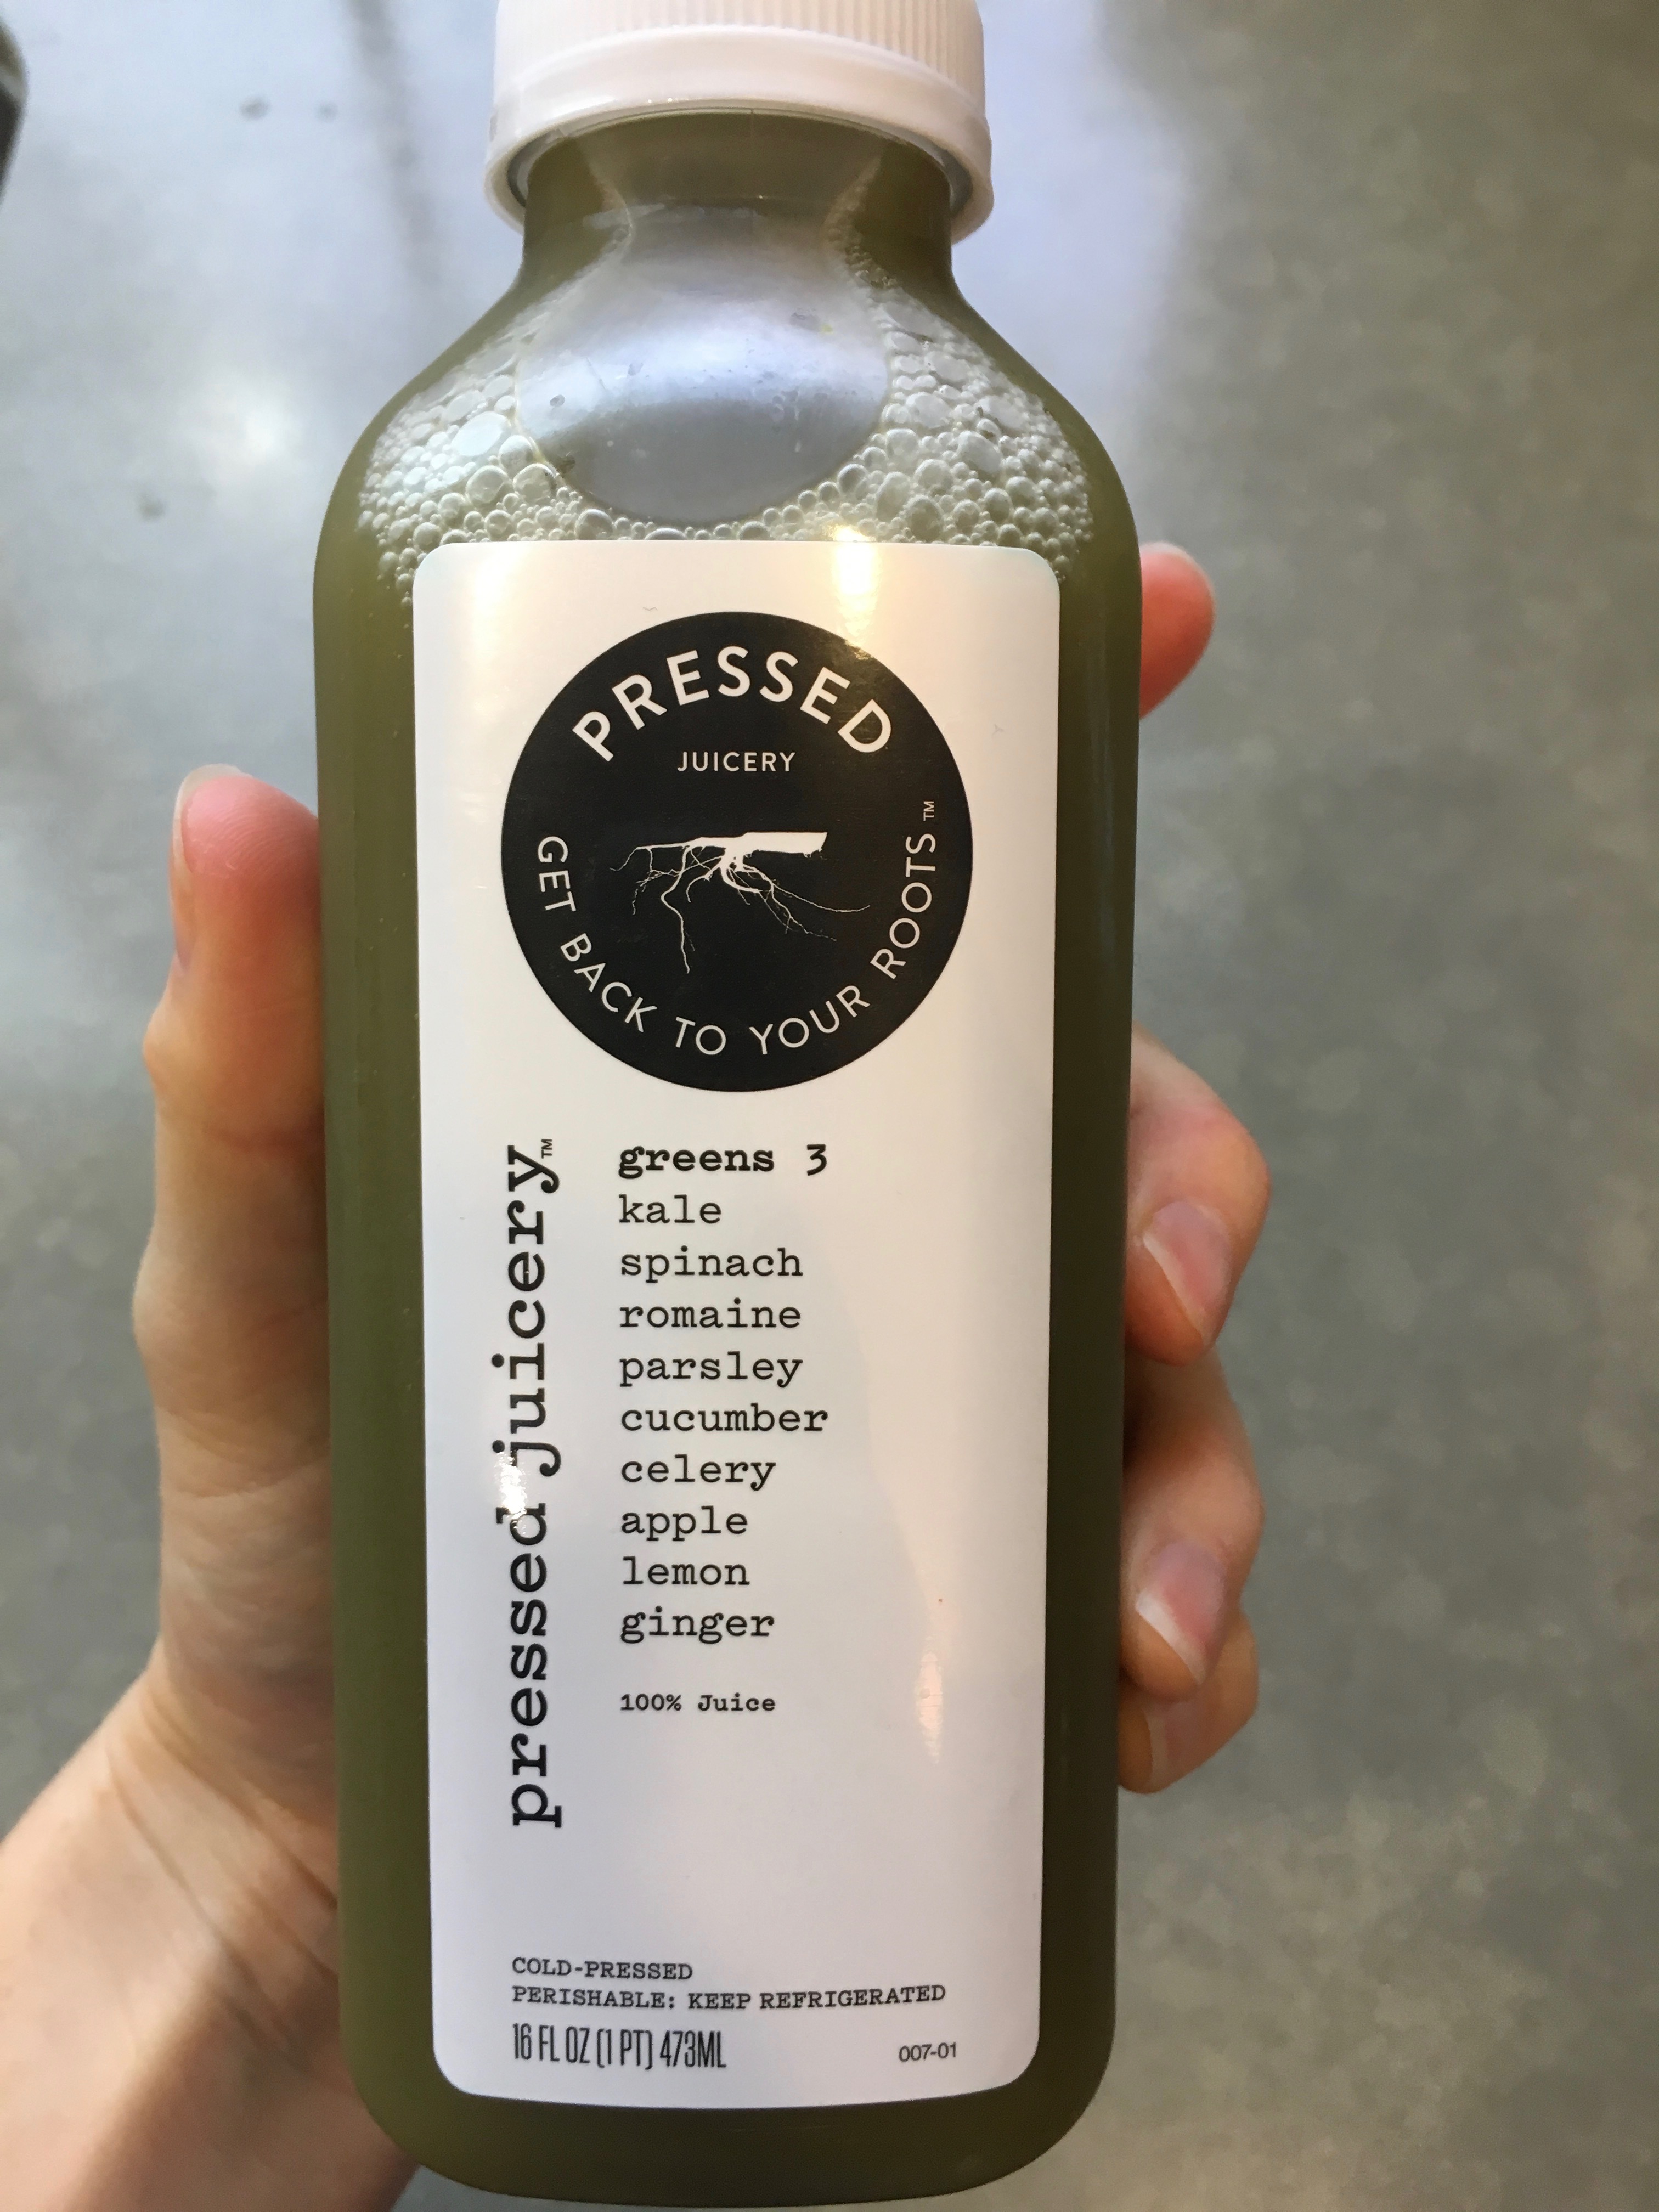 PRESSED
JUICERY
GET BACK TO YOUR ROOTS™
pressed juicery™
greens 3
kale
spinach
romaine
parsley
cucumber
celery
apple
lemon
ginger
100% Juice
COLD-PRESSED
PERISHABLE: KEEP REFRIGERATED
16 FL OZ (1 PT) 473ML
007-01